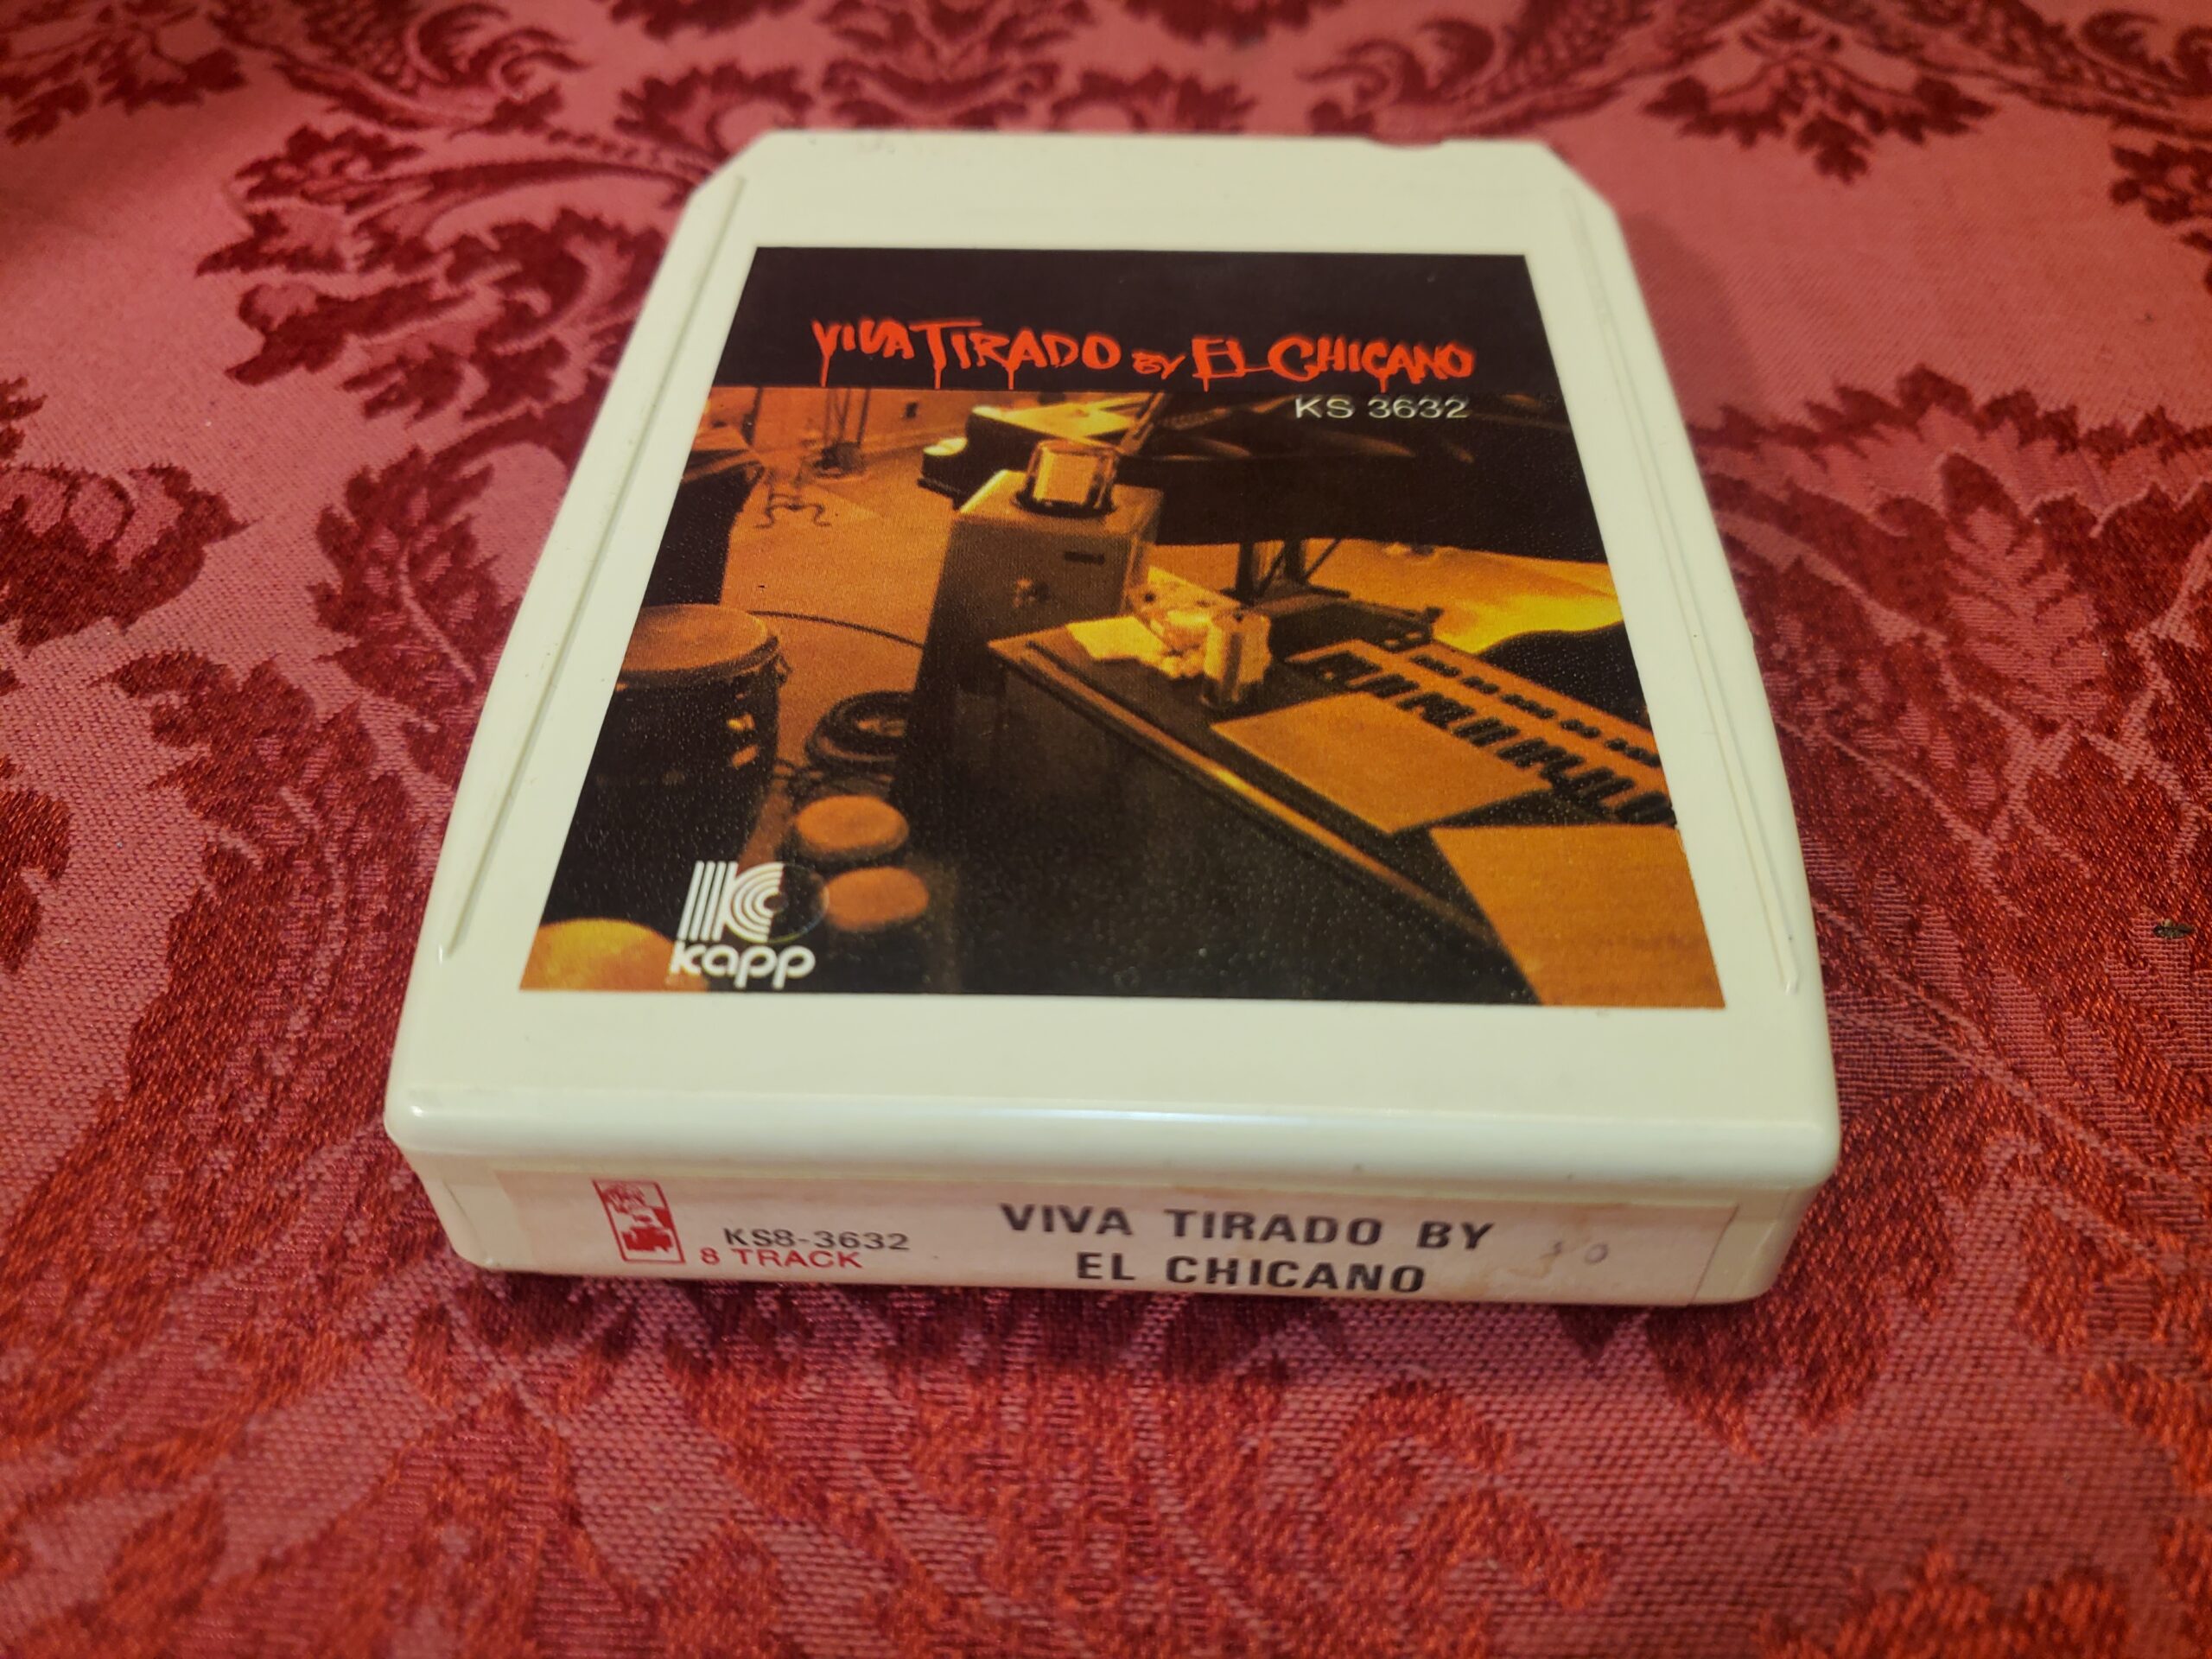 VIVA TIRADO BY EL CHICANO
KS 3632
kapp
KS8-3632
8 TRACK
VIVA TIRADO BY
EL CHICANO